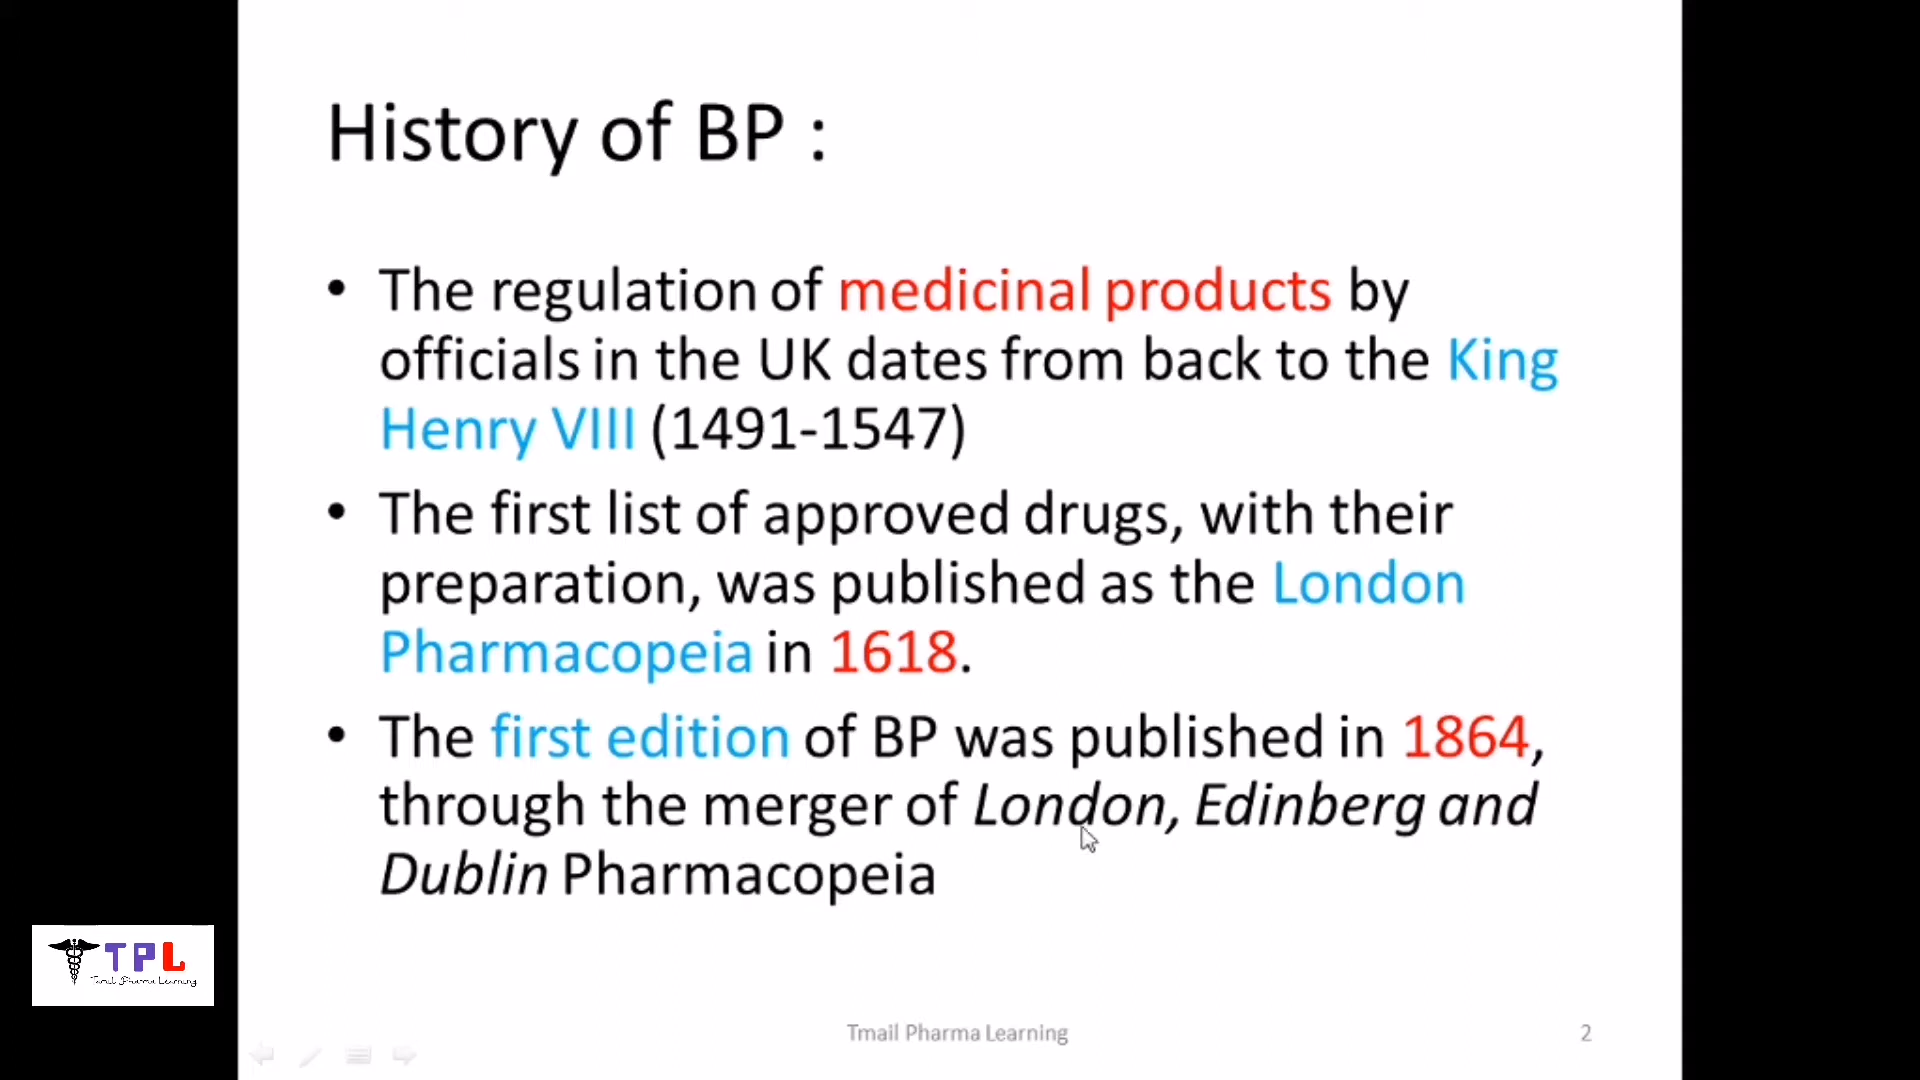 History of BP :
• The regulation of medicinal products by
officials in the UK dates from back to the King
Henry VIII (1491-1547)
• The first list of approved drugs, with their
preparation, was published as the London
Pharmacopeia in 1618.
• The first edition of BP was published in 1864,
through the merger of London, Edinberg and
Dublin Pharmacopeia
TPL
Tmail Pharma Learning
Tmail Pharma Learning
2